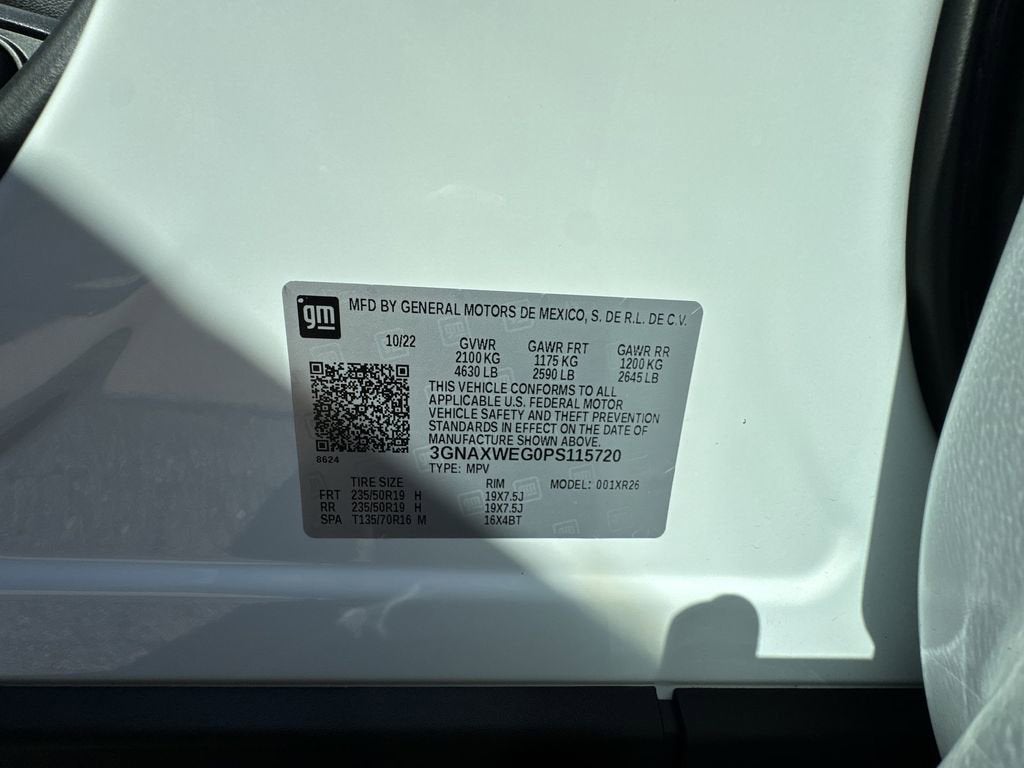 gm MFD BY GENERAL MOTORS DE MEXICO, S. DE R.L. DE C.V.
10/22 GVWR GAWR FRT GAWR RR
2100 KG 1175 KG 1200 KG
4630 LB 2590 LB 2645 LB
THIS VEHICLE CONFORMS TO ALL
APPLICABLE U.S. FEDERAL MOTOR
VEHICLE SAFETY AND THEFT PREVENTION
STANDARDS IN EFFECT ON THE DATE OF
MANUFACTURE SHOWN ABOVE.
8624 3GNAXWEG0PS115720
TYPE: MPV
TIRE SIZE RIM MODEL: 001XR26
FRT 235/50R19 H 19X7.5J
RR 235/50R19 H 19X7.5J
SPA T135/70R16 M 16X4BT